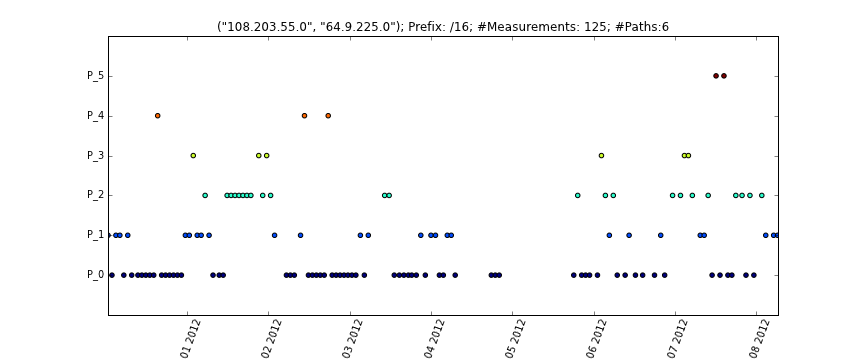 ("108.203.55.0", "64.9.225.0"); Prefix: /16; #Measurements: 125; #Paths:6
P_5
P_4
P_3
P_2
P_1
P_0
01 2012
02 2012
03 2012
04 2012
05 2012
06 2012
07 2012
08 2012